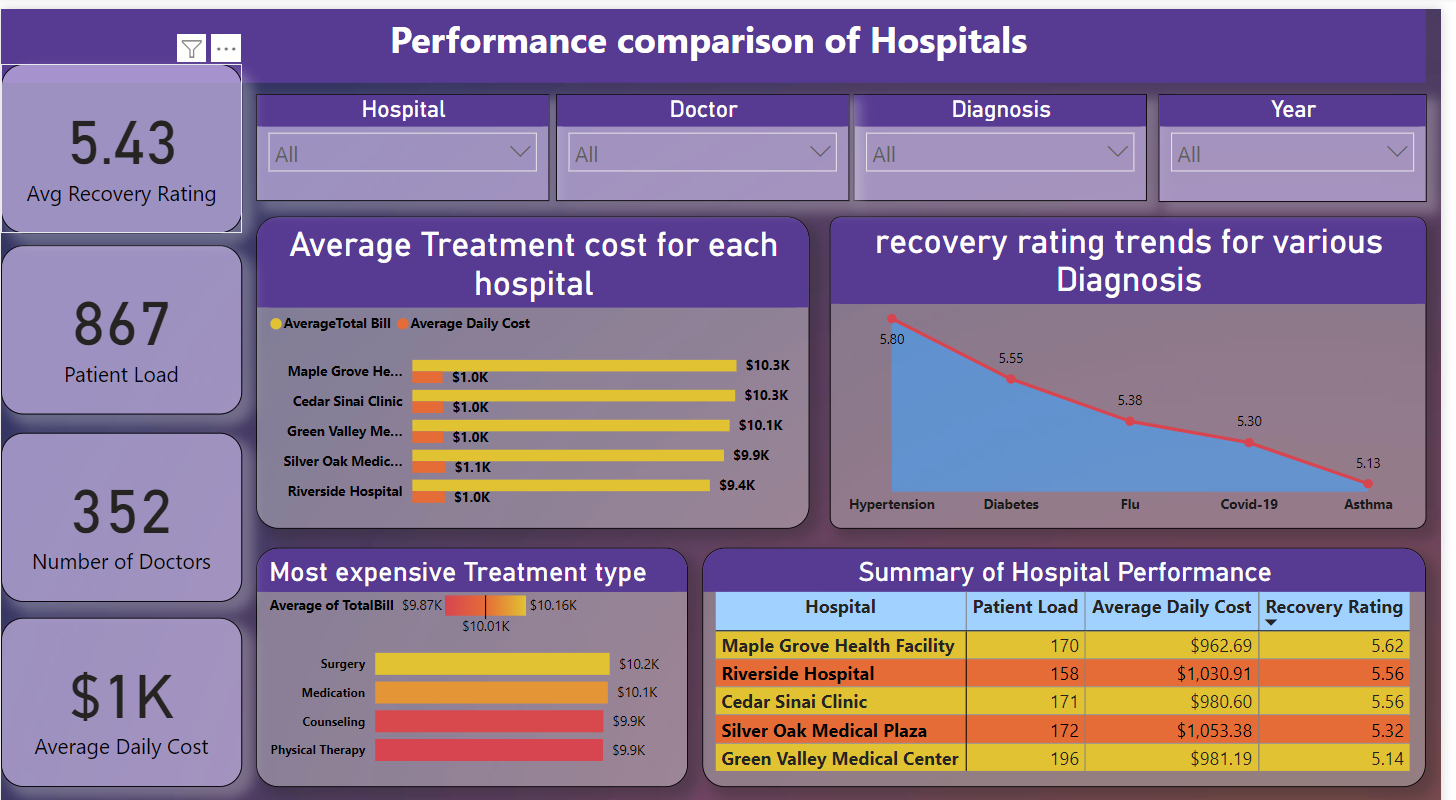 Performance comparison of Hospitals
5.43
Avg Recovery Rating
867
Patient Load
352
Number of Doctors
$1K
Average Daily Cost
Hospital
All
Doctor
All
Diagnosis
All
Year
All
Average Treatment cost for each
hospital
AverageTotal Bill Average Daily Cost
Maple Grove He... $10.3K
$1.0K
Cedar Sinai Clinic $10.3K
$1.0K
Green Valley Me... $10.1K
$1.0K
Silver Oak Medic... $9.9K
$1.1K
Riverside Hospital $9.4K
$1.0K
recovery rating trends for various
Diagnosis
5.80
5.55
5.38
5.30
5.13
Hypertension Diabetes Flu Covid-19 Asthma
Most expensive Treatment type
Average of TotalBill $9.87K $10.16K
$10.01K
Surgery $10.2K
Medication $10.1K
Counseling $9.9K
Physical Therapy $9.9K
Summary of Hospital Performance
Hospital Patient Load Average Daily Cost Recovery Rating
Maple Grove Health Facility 170 $962.69 5.62
Riverside Hospital 158 $1,030.91 5.56
Cedar Sinai Clinic 171 $980.60 5.56
Silver Oak Medical Plaza 172 $1,053.38 5.32
Green Valley Medical Center 196 $981.19 5.14